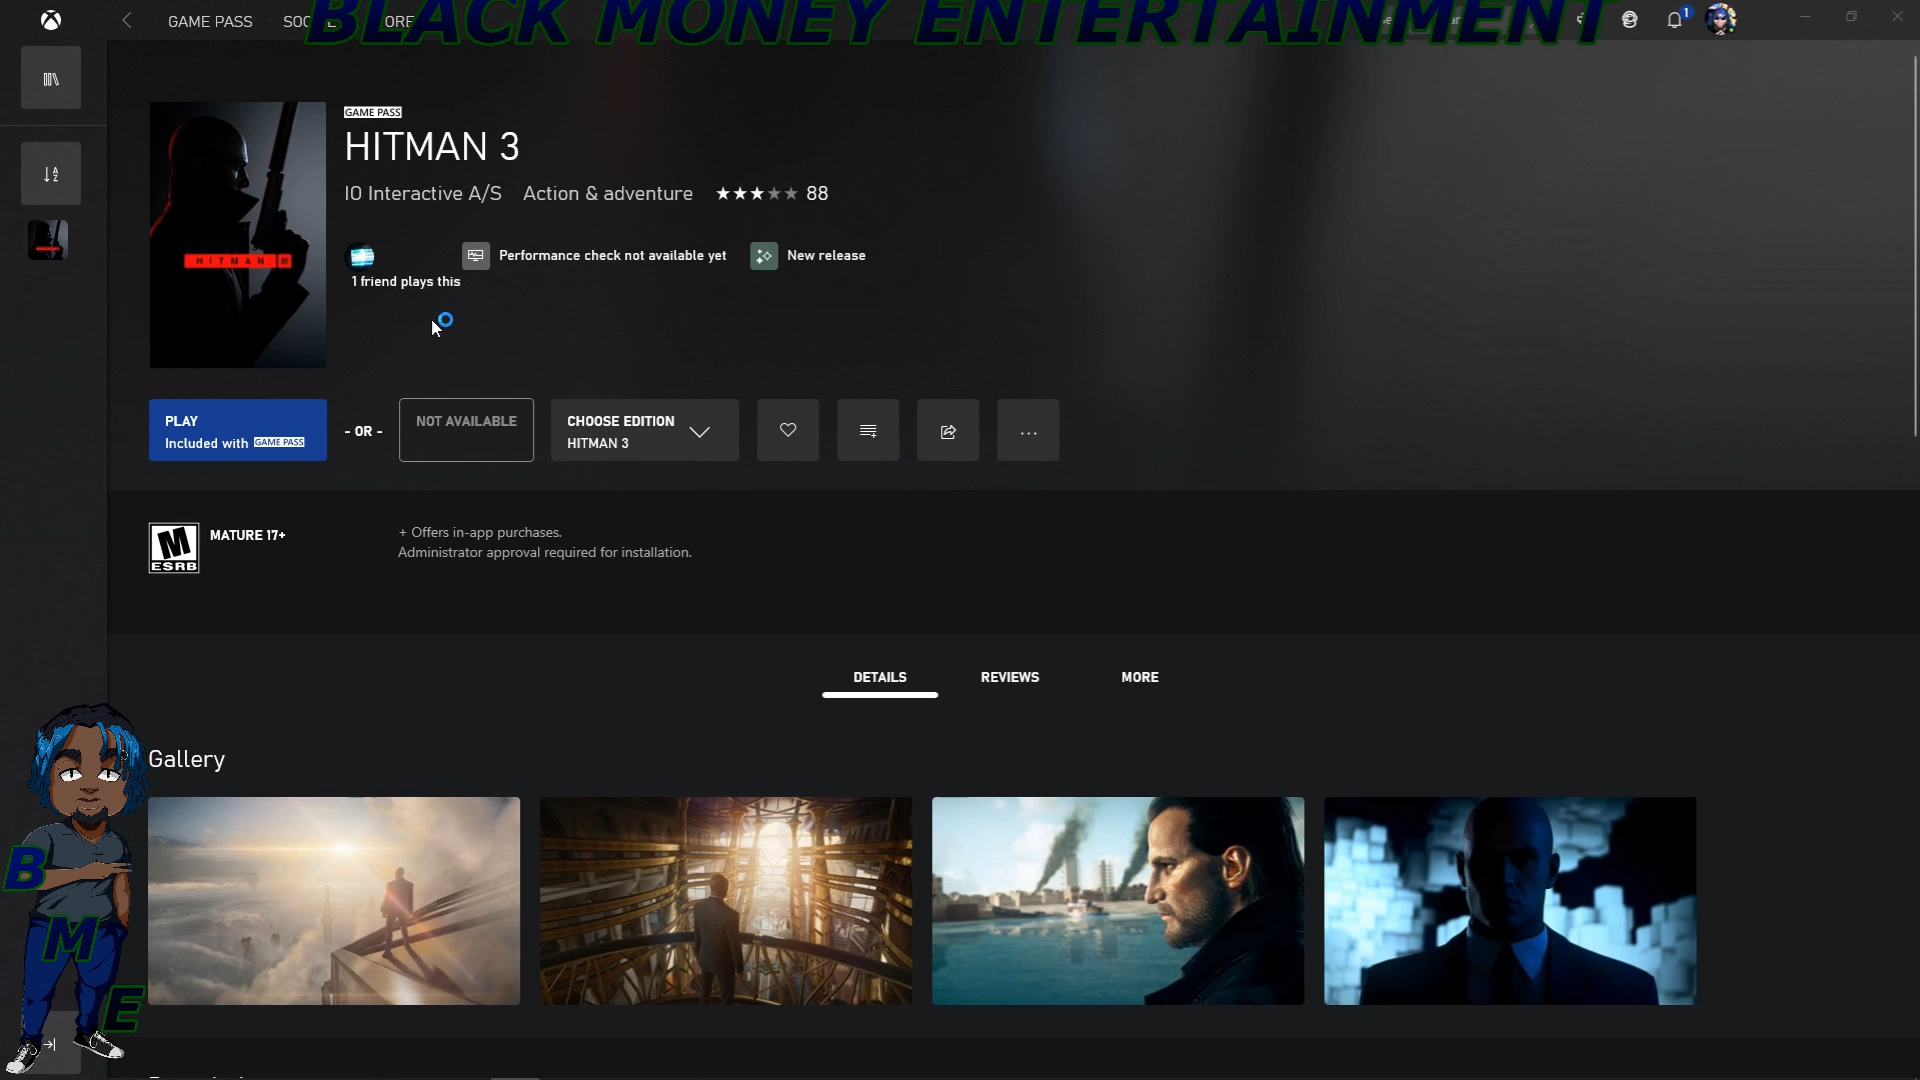 BLACK MONEY ENTERTAINMENT
GAME PASS
1
GAME PASS
HITMAN 3
IO Interactive A/S Action & adventure 88
Performance check not available yet
New release
1 friend plays this
HITMAN
PLAY
Included with GAME PASS
- OR -
NOT AVAILABLE
CHOOSE EDITION
HITMAN 3
...
M
ESRB
MATURE 17+
+ Offers in-app purchases.
Administrator approval required for installation.
DETAILS
REVIEWS
MORE
Gallery
B
M
E